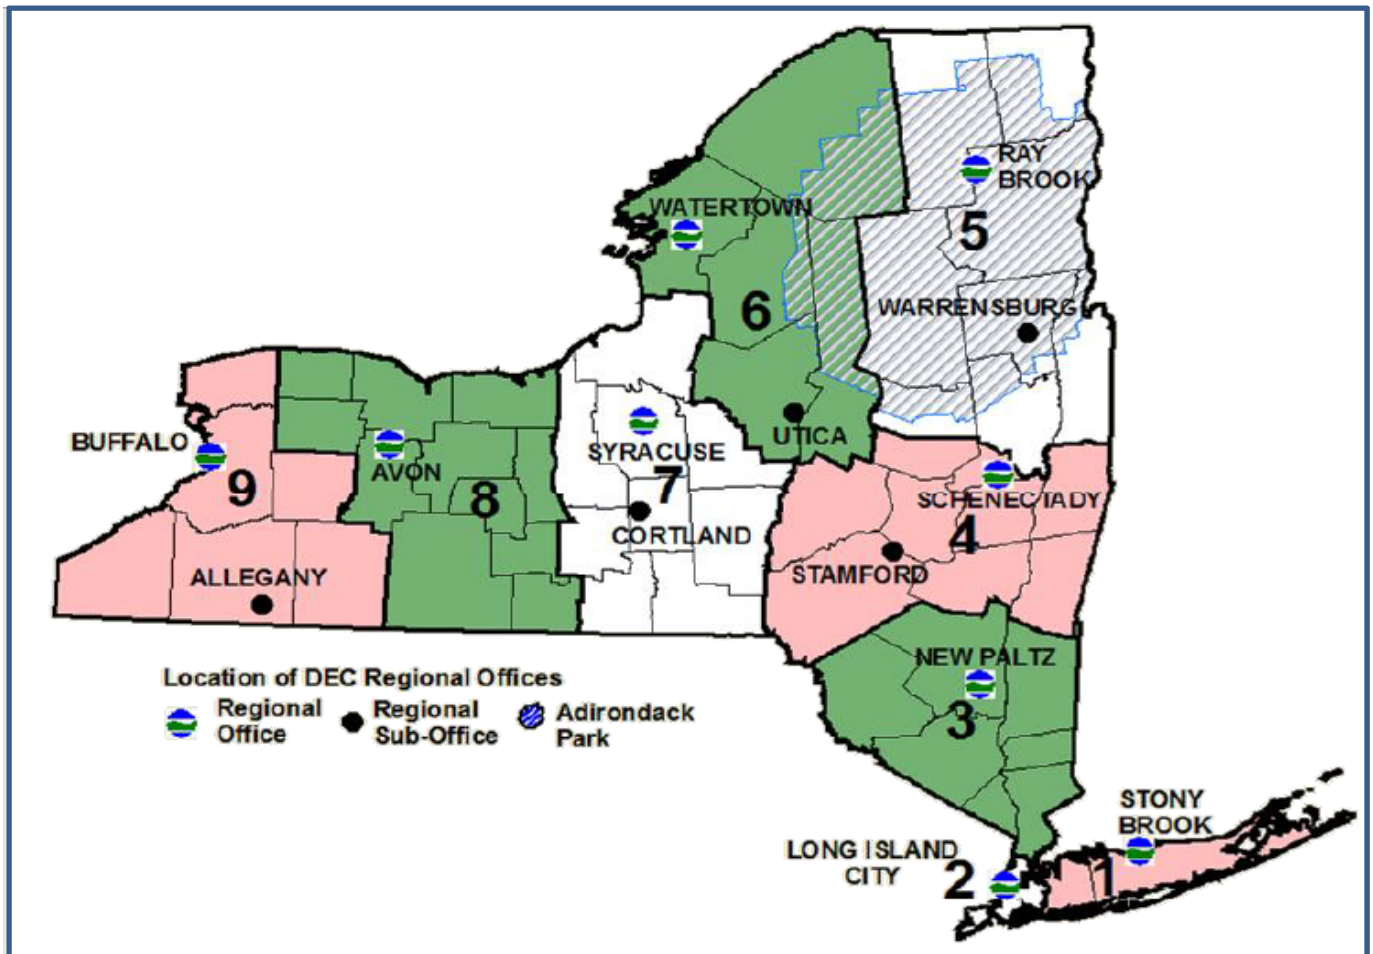 RAY
BROOK
5
WATERTOWN
6
WARRENSBURG
BUFFALO
AVON
9
8
SYRACUSE
7
UTICA
CORTLAND
SCHENECTADY
4
STAMFORD
ALLEGANY
NEW PALTZ
3
Location of DEC Regional Offices
Regional
Office
Regional
Sub-Office
Adirondack
Park
STONY
BROOK
LONG ISLAND
CITY
2
1